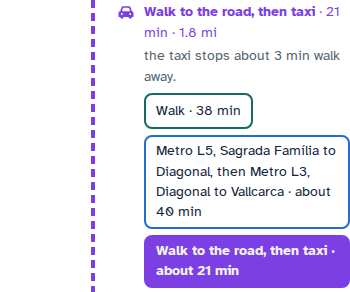 Walk to the road, then taxi · 21
min · 1.8 mi
the taxi stops about 3 min walk
away.
Walk · 38 min
Metro L5, Sagrada Família to
Diagonal, then Metro L3,
Diagonal to Vallcarca · about
40 min
Walk to the road, then taxi ·
about 21 min